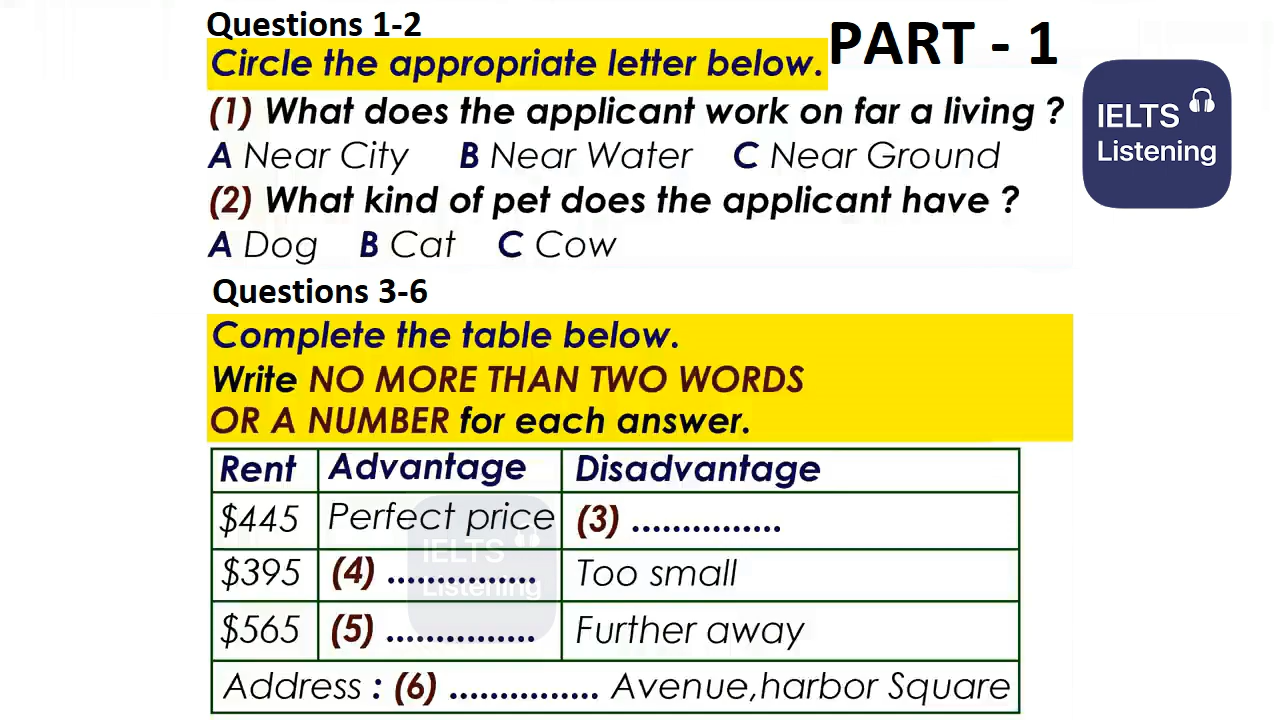 Questions 1-2
PART - 1
Circle the appropriate letter below.
IELTS
Listening
(1) What does the applicant work on far a living ?
A Near City B Near Water C Near Ground
(2) What kind of pet does the applicant have ?
A Dog B Cat C Cow
Questions 3-6
Complete the table below.
Write NO MORE THAN TWO WORDS
OR A NUMBER for each answer.
Rent Advantage Disadvantage
$445 Perfect price (3) ...............
$395 (4) ............... Too small
$565 (5) ............... Further away
Address : (6) ............... Avenue,harbor Square
IELTS
Listening